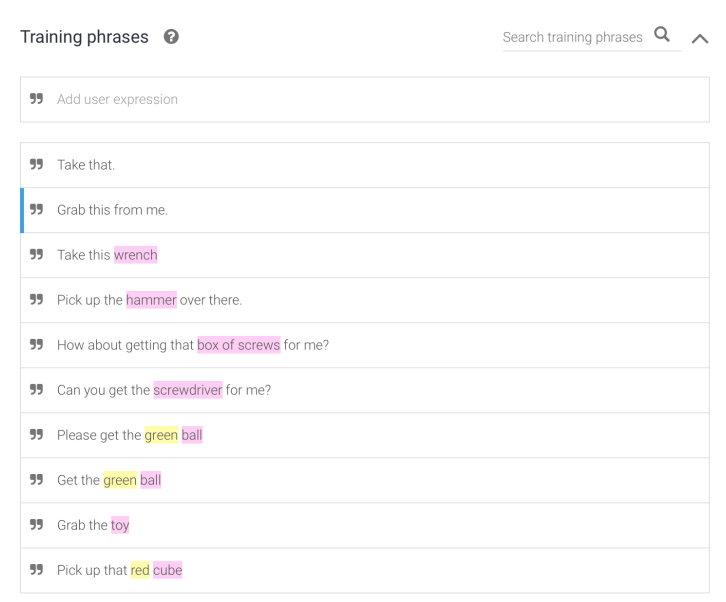 Training phrases
Search training phrases
Add user expression
Take that.
Grab this from me.
Take this wrench
Pick up the hammer over there.
How about getting that box of screws for me?
Can you get the screwdriver for me?
Please get the green ball
Get the green ball
Grab the toy
Pick up that red cube